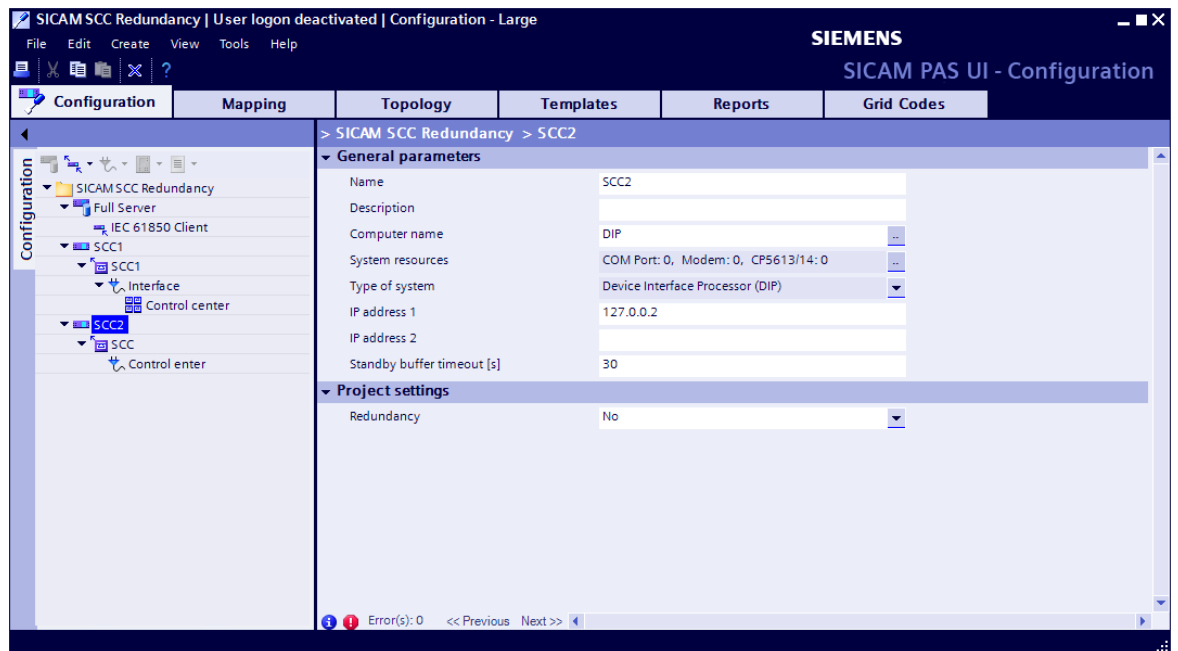 SICAM SCC Redundancy | User logon deactivated | Configuration - Large
File Edit Create View Tools Help
SIEMENS
SICAM PAS UI - Configuration
Configuration Mapping Topology Templates Reports Grid Codes
> SICAM SCC Redundancy > SCC2
Configuration
SICAM SCC Redundancy
Full Server
IEC 61850 Client
SCC1
SCC1
Interface
Control center
SCC2
SCC
Control enter
General parameters
Name SCC2
Description
Computer name DIP ...
System resources COM Port: 0, Modem: 0, CP5613/14: 0 ...
Type of system Device Interface Processor (DIP)
IP address 1 127.0.0.2
IP address 2
Standby buffer timeout [s] 30
Project settings
Redundancy No
Error(s): 0 << Previous Next >>